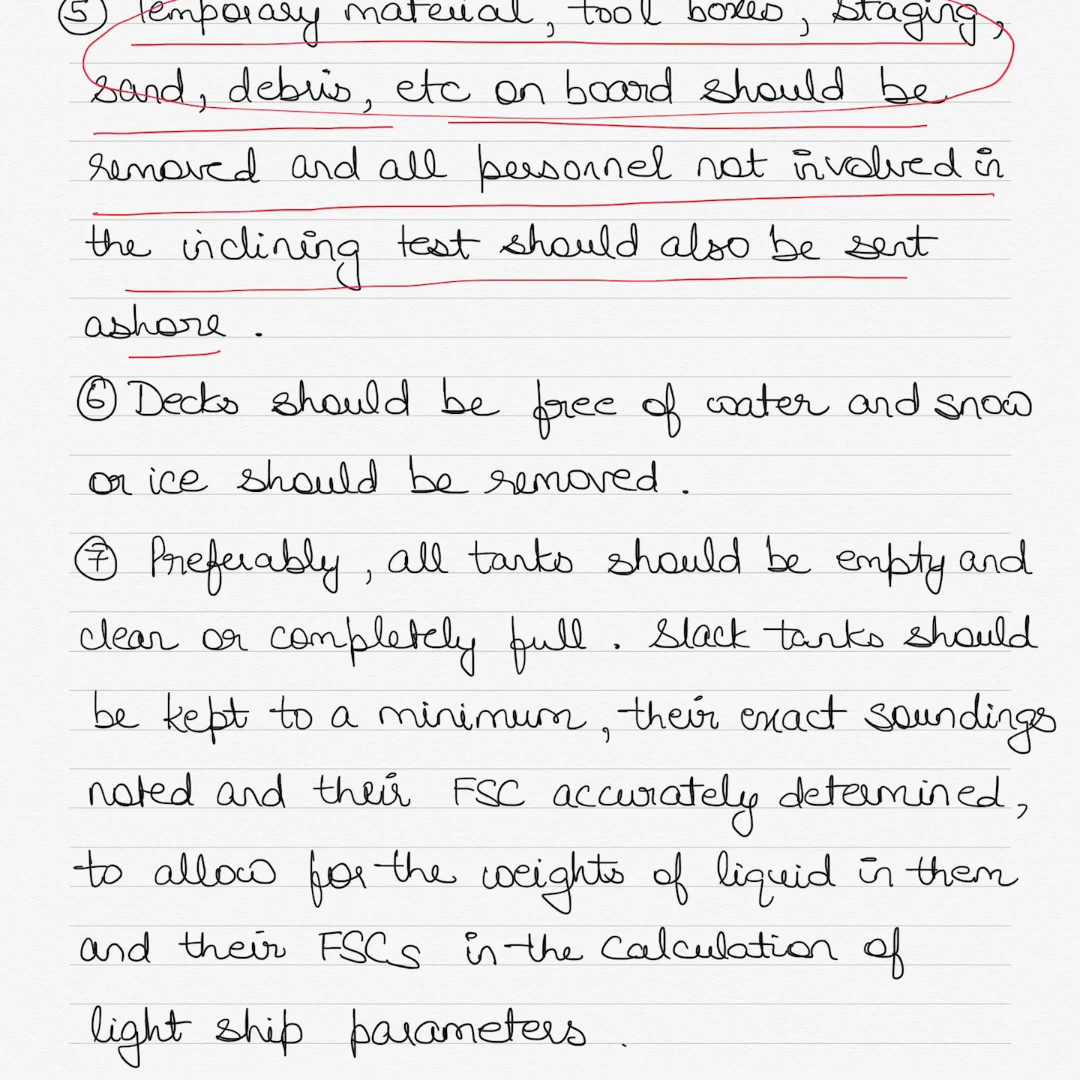 ⑤ Temporary material, tool boxes, staging,
sand, debris, etc on board should be
removed and all personnel not involved in
the inclining test should also be sent
ashore.
⑥ Decks should be free of water and snow
or ice should be removed.
⑦ Preferably, all tanks should be empty and
clear or completely full. Slack tanks should
be kept to a minimum, their exact soundings
noted and their FSC accurately determined,
to allow for the weights of liquid in them
and their FSCs in the calculation of
light ship parameters.